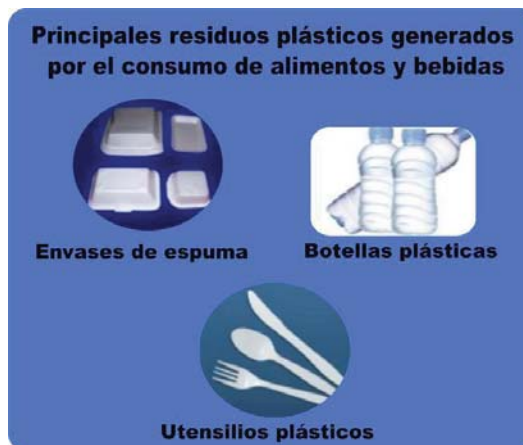 Principales residuos plásticos generados
por el consumo de alimentos y bebidas
Envases de espuma
Botellas plásticas
Utensilios plásticos